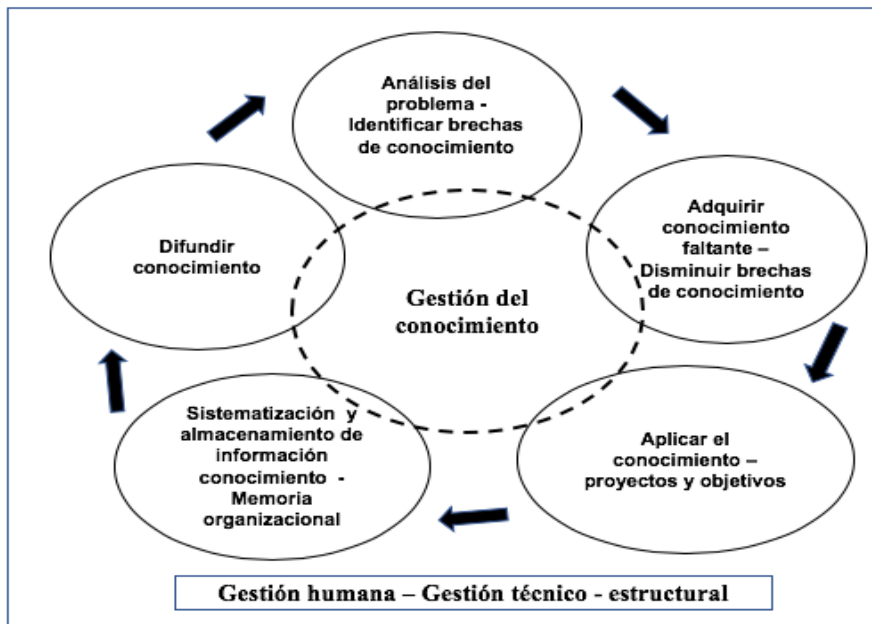 Análisis del
problema -
Identificar brechas
de conocimiento
Adquirir
conocimiento
faltante –
Disminuir brechas
de conocimiento
Aplicar el
conocimiento –
proyectos y objetivos
Sistematización y
almacenamiento de
información
conocimiento -
Memoria
organizacional
Difundir
conocimiento
Gestión del
conocimiento
Gestión humana – Gestión técnico - estructural